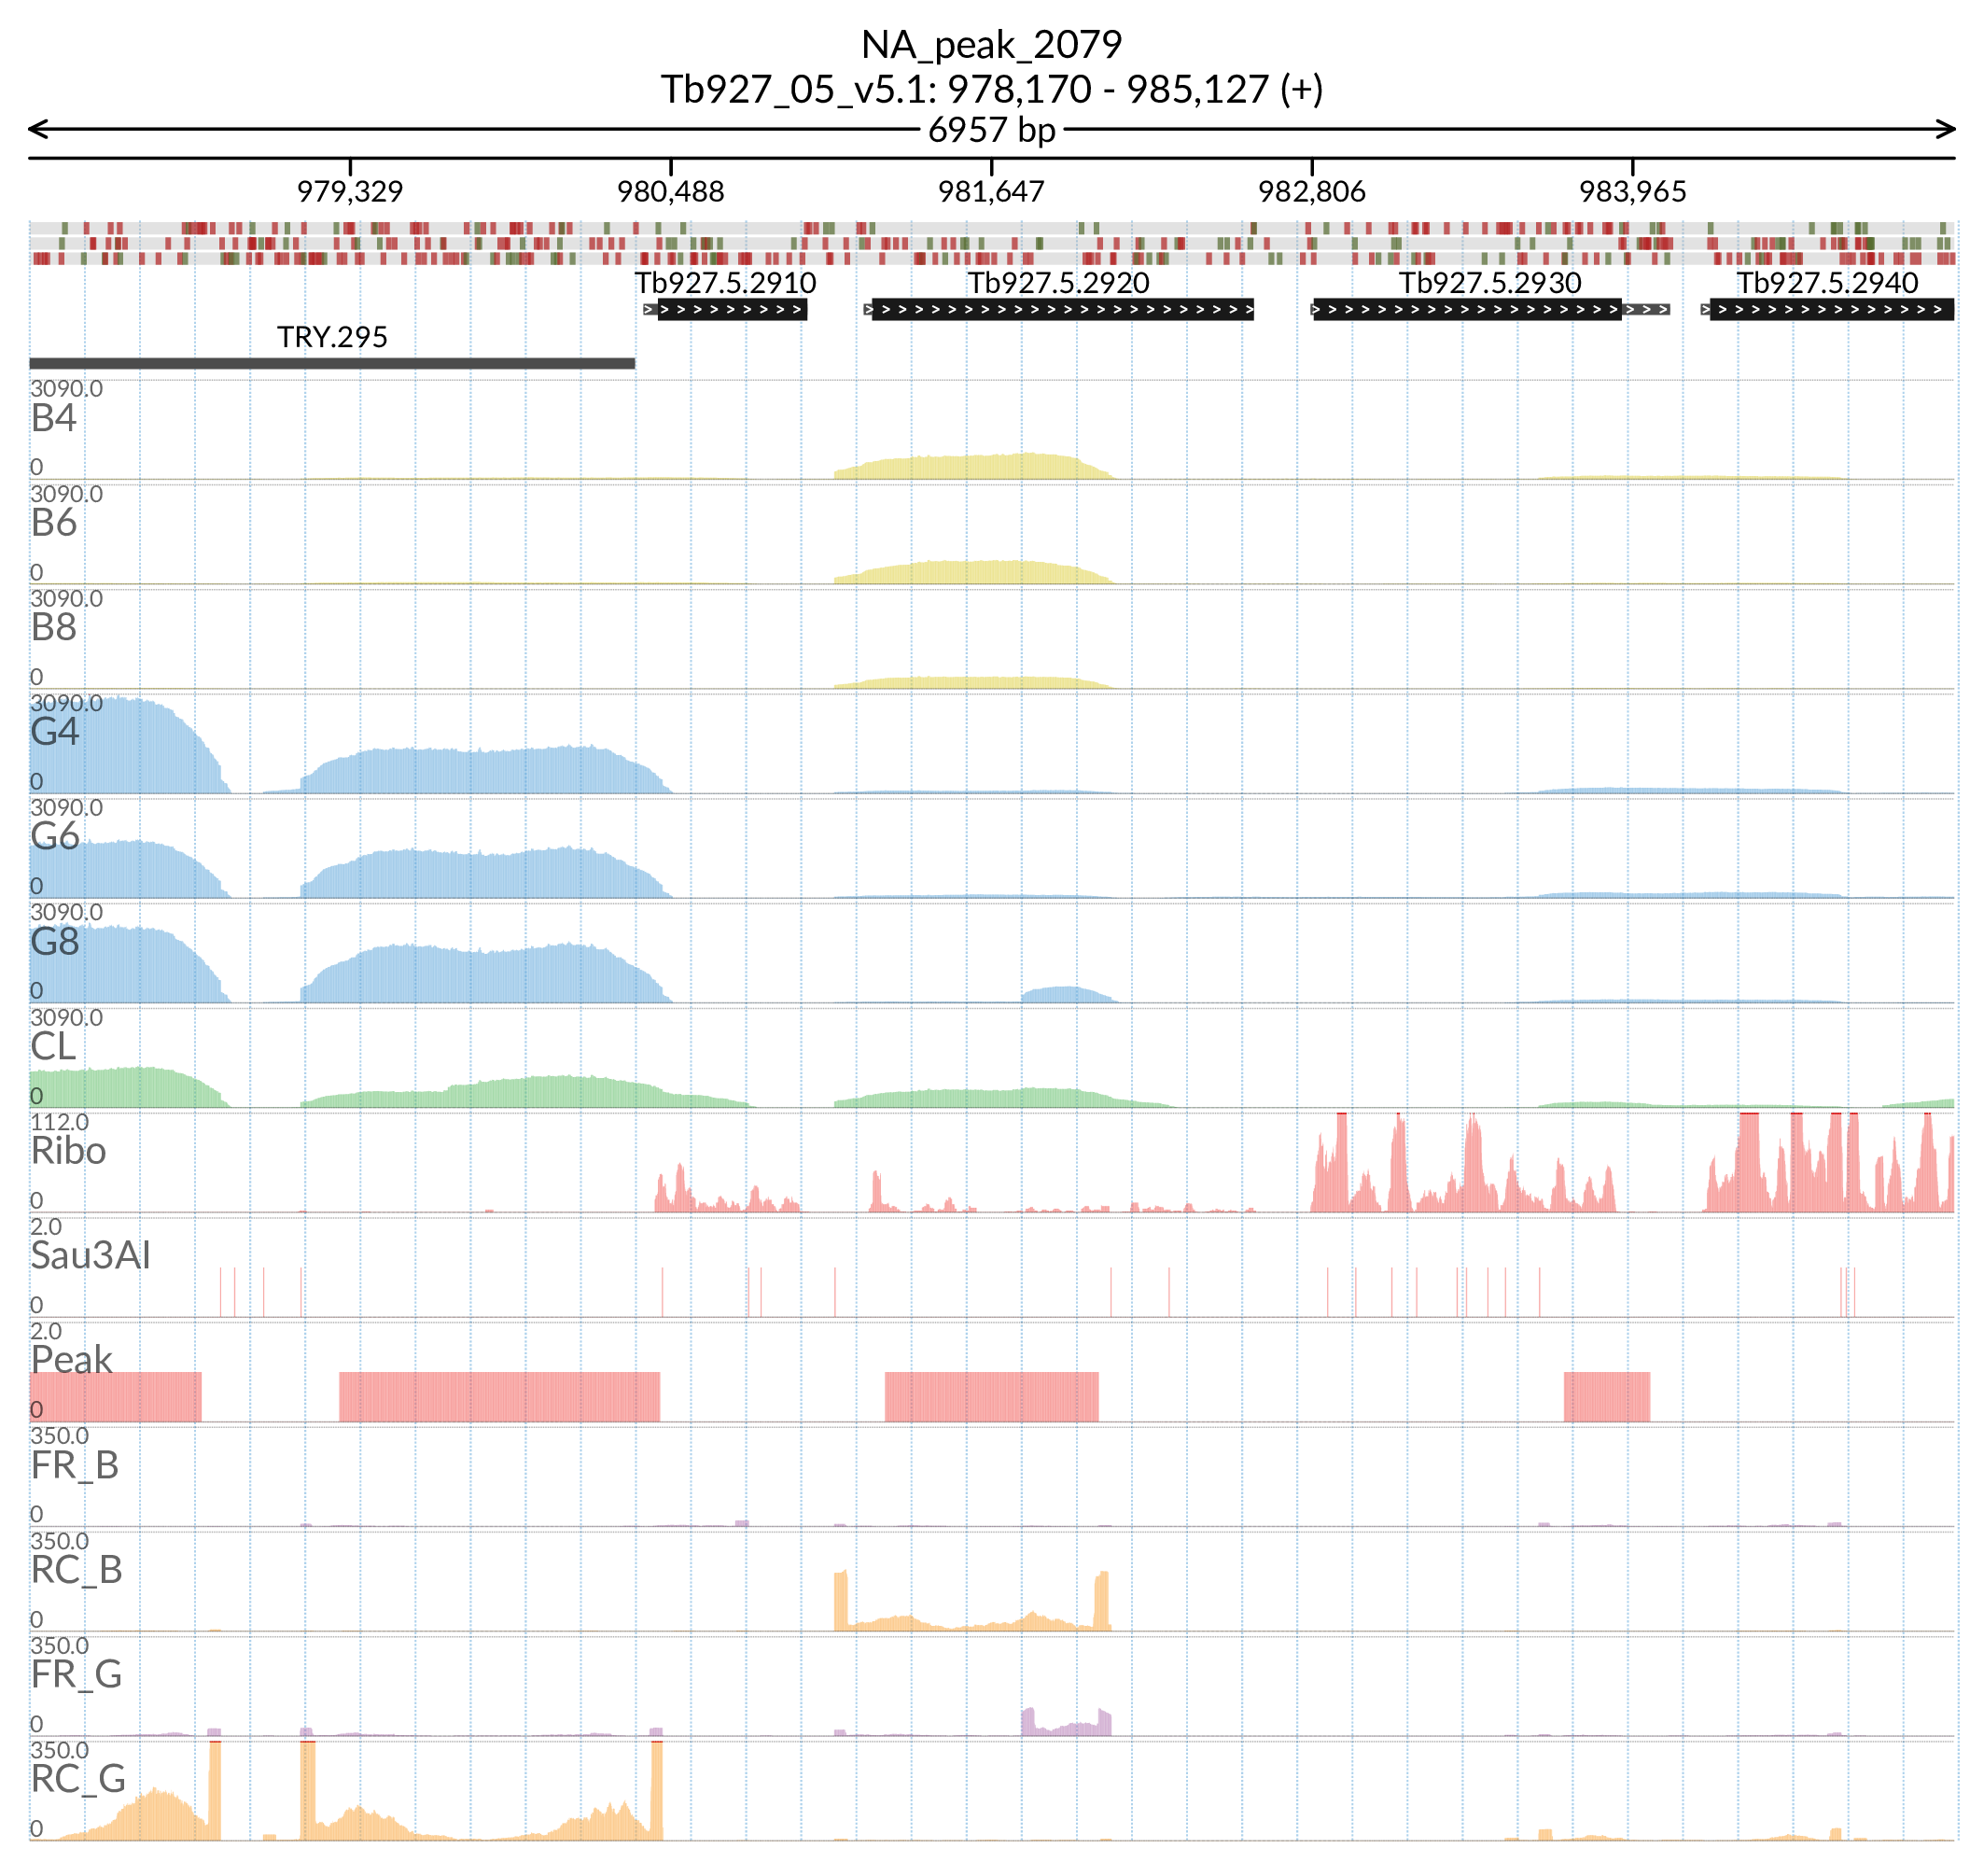 NA_peak_2079
Tb927_05_v5.1: 978,170 - 985,127 (+)
6957 bp
979,329 980,488 981,647 982,806 983,965
Tb927.5.2910 Tb927.5.2920 Tb927.5.2930 Tb927.5.2940
TRY.295
3090.0
B4
0
3090.0
B6
0
3090.0
B8
0
3090.0
G4
0
3090.0
G6
0
3090.0
G8
0
3090.0
CL
0
112.0
Ribo
0
2.0
Sau3AI
0
2.0
Peak
0
350.0
FR_B
0
350.0
RC_B
0
350.0
FR_G
0
350.0
RC_G
0